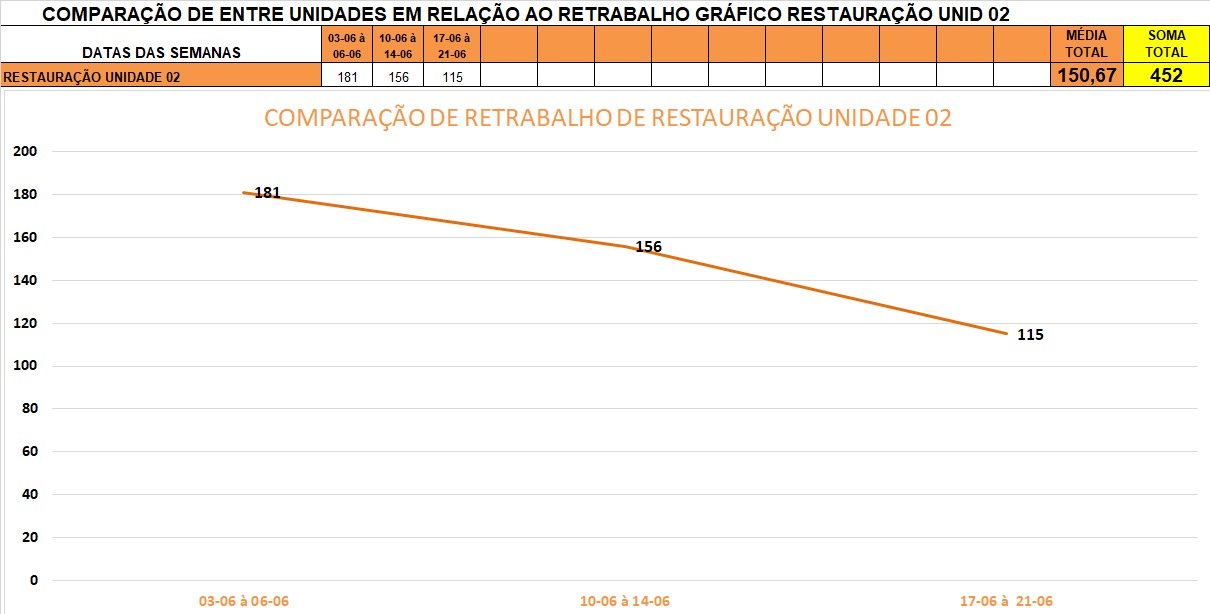 COMPARAÇÃO DE ENTRE UNIDADES EM RELAÇÃO AO RETRABALHO GRÁFICO RESTAURAÇÃO UNID 02
DATAS DAS SEMANAS
03-06 à
06-06
10-06 à
14-06
17-06 à
21-06
MÉDIA
TOTAL
SOMA
TOTAL
RESTAURAÇÃO UNIDADE 02 181 156 115 150,67 452
COMPARAÇÃO DE RETRABALHO DE RESTAURAÇÃO UNIDADE 02
200
180
160
140
120
100
80
60
40
20
0
181
156
115
03-06 à 06-06 10-06 à 14-06 17-06 à 21-06